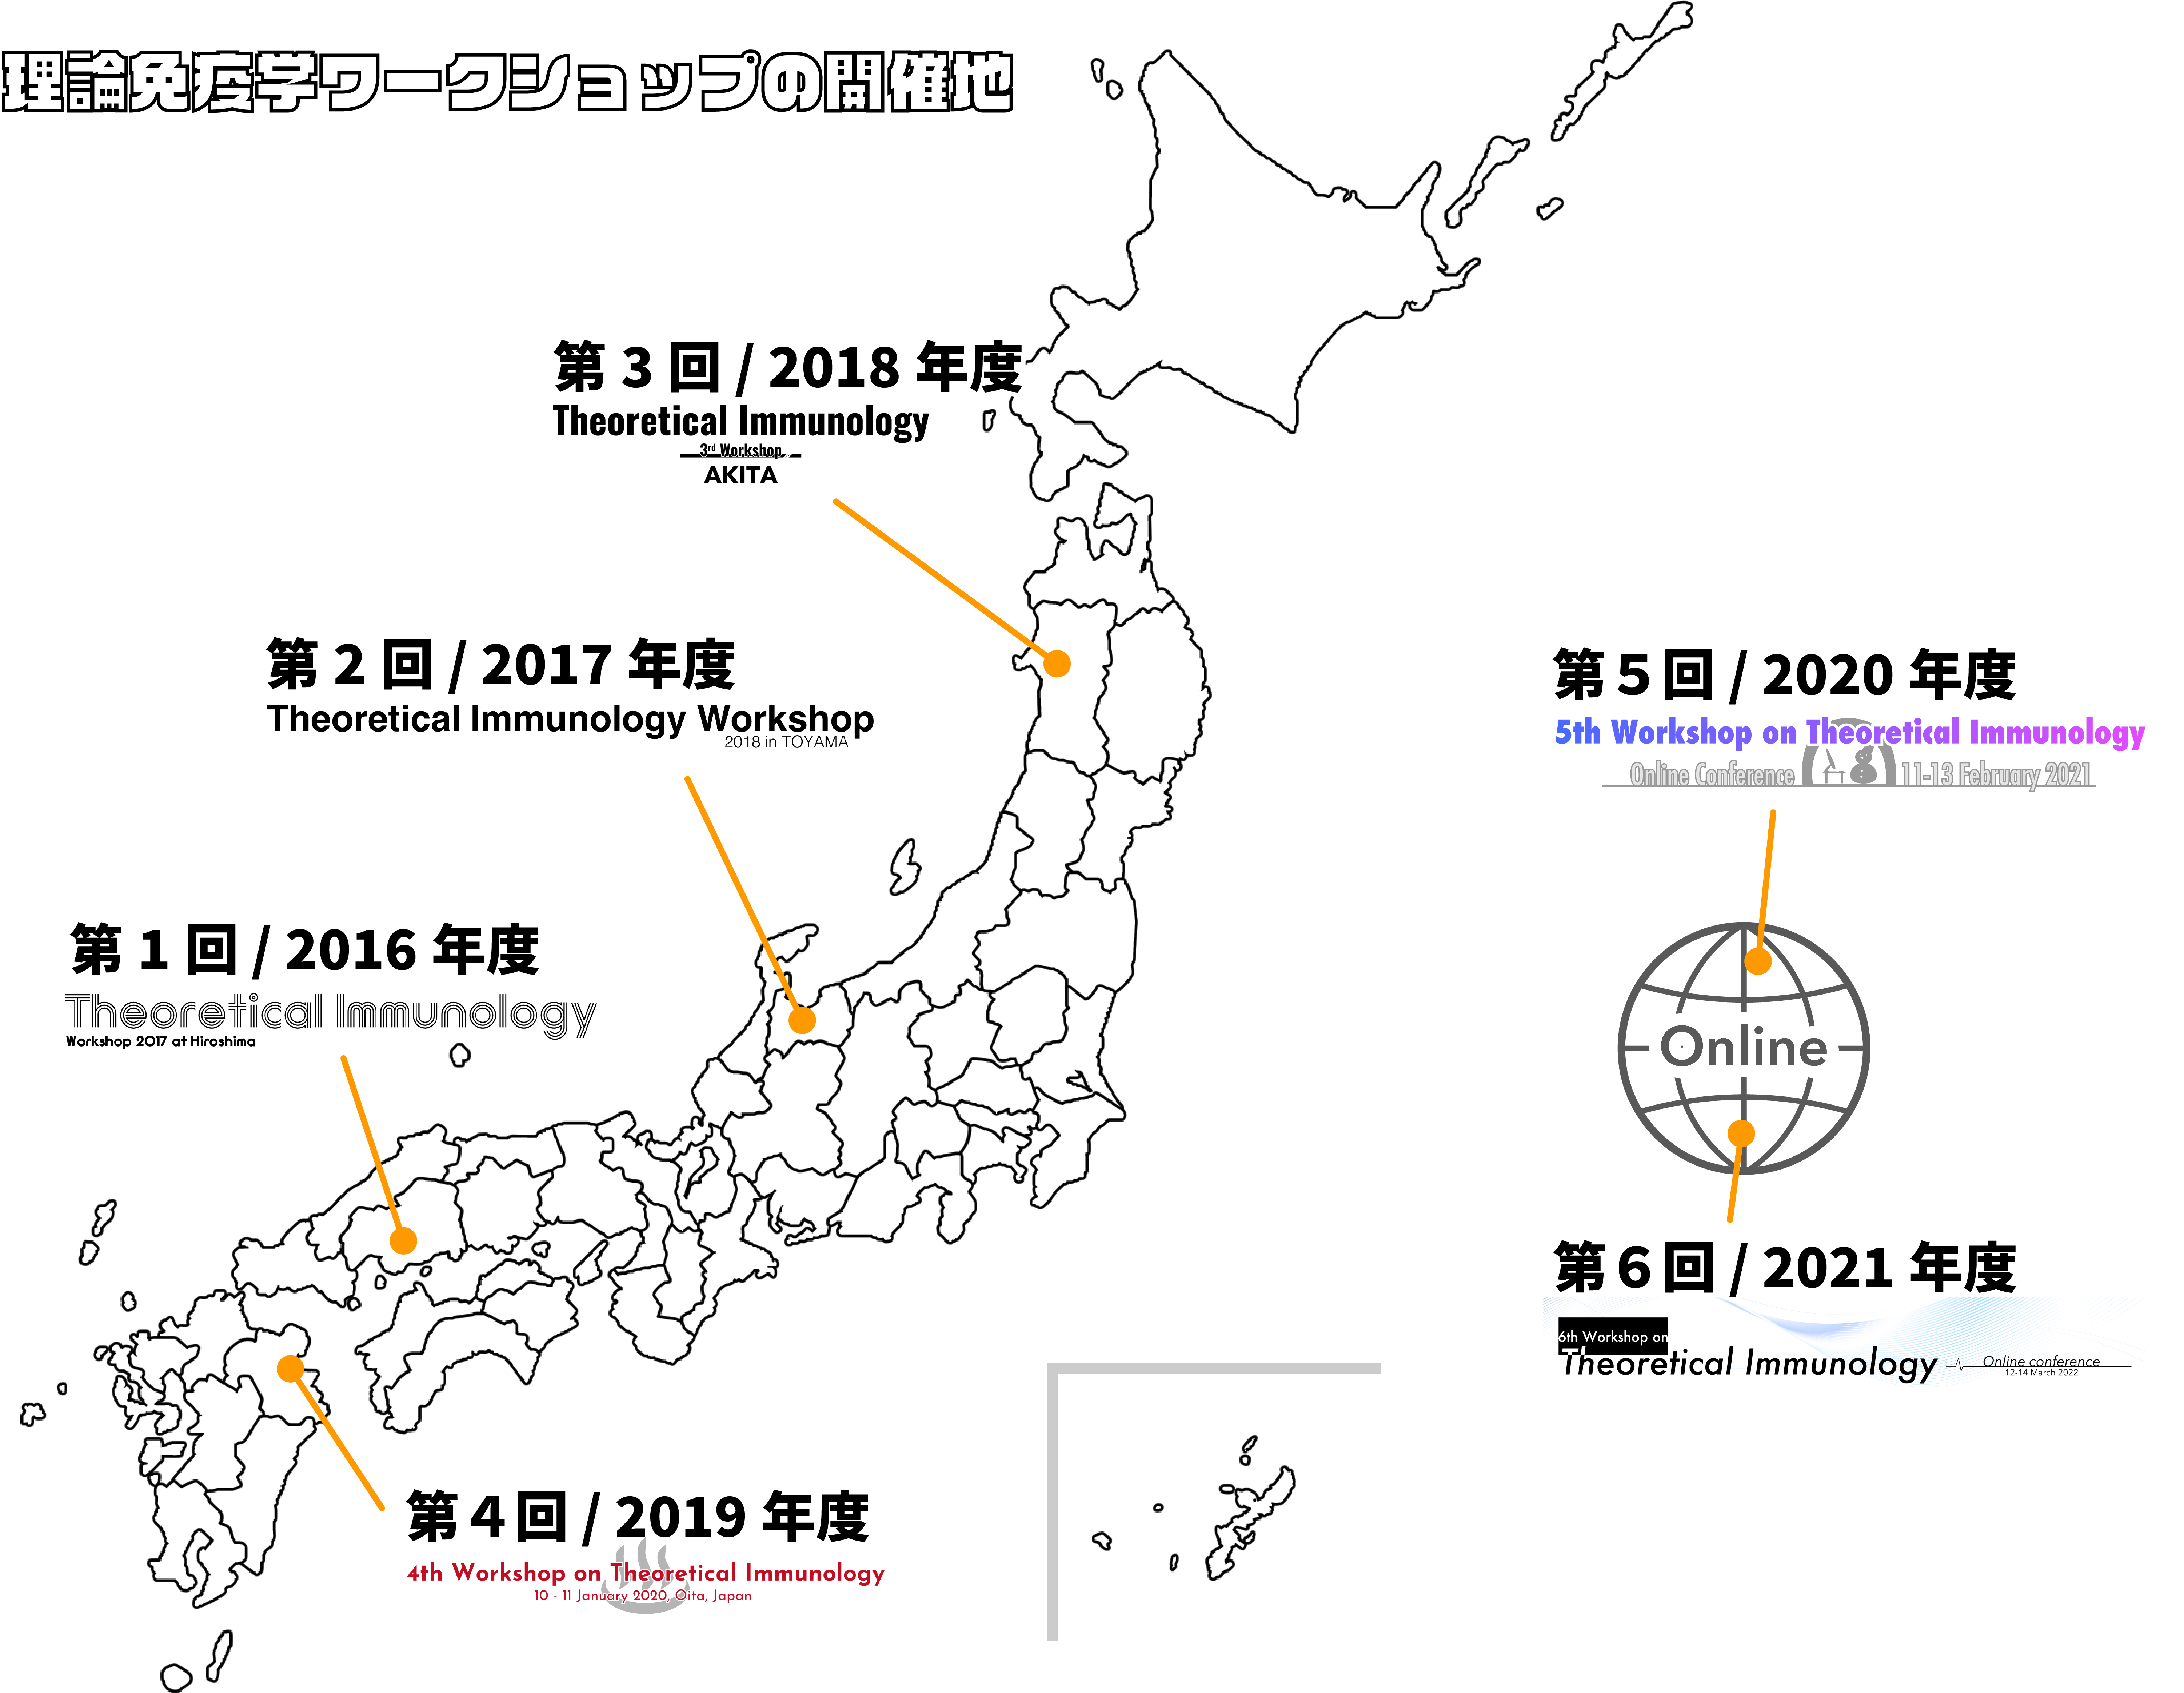 理論免疫学ワークショップの開催地
第 3 回 / 2018 年度
Theoretical Immunology
3rd Workshop
AKITA
第 2 回 / 2017 年度
Theoretical Immunology Workshop
2018 in TOYAMA
第 1 回 / 2016 年度
Theoretical Immunology
Workshop 2017 at Hiroshima
第 4 回 / 2019 年度
4th Workshop on Theoretical Immunology
10 - 11 January 2020, Oita, Japan
第 5 回 / 2020 年度
5th Workshop on Theoretical Immunology
Online Conference 11-13 February 2021
Online
第 6 回 / 2021 年度
6th Workshop on
Theoretical Immunology
Online conference
12-14 March 2022